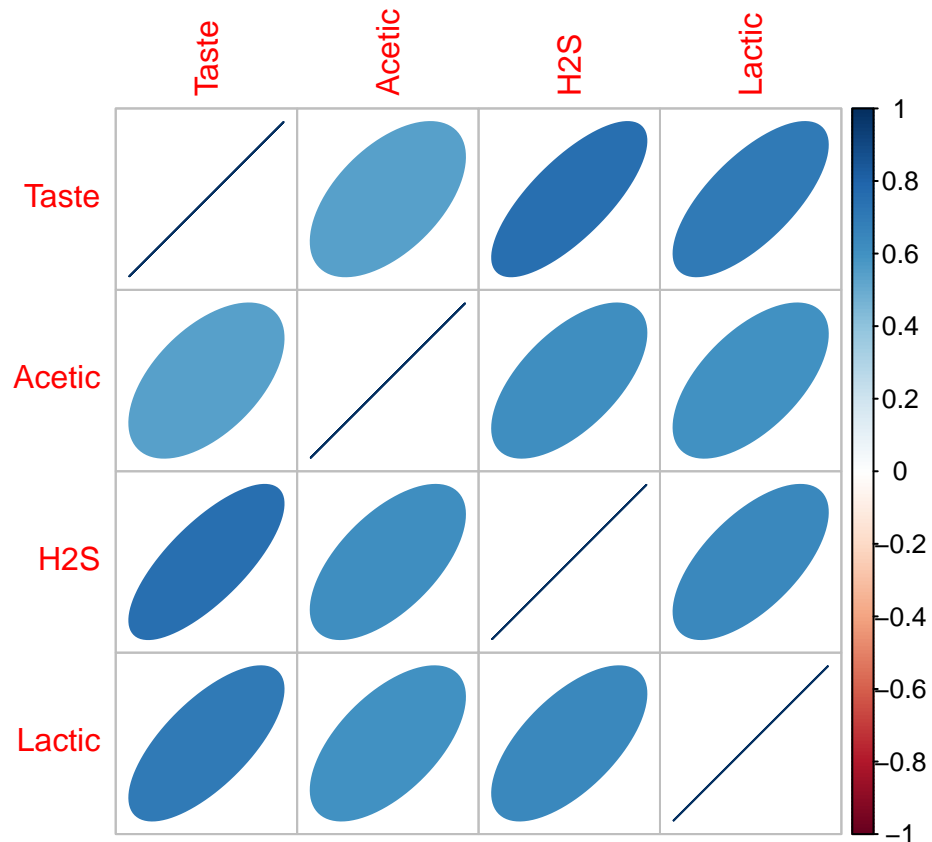 Taste
Acetic
H2S
Lactic
Taste
Acetic
H2S
Lactic
1
0.8
0.6
0.4
0.2
0
−0.2
−0.4
−0.6
−0.8
−1